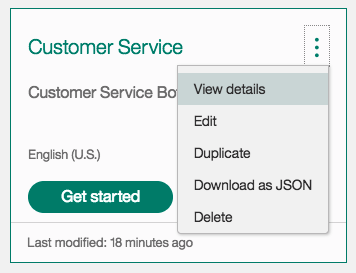 Customer Service
Customer Service Bo
View details
Edit
English (U.S.)
Duplicate
Download as JSON
Get started
Delete
Last modified: 18 minutes ago